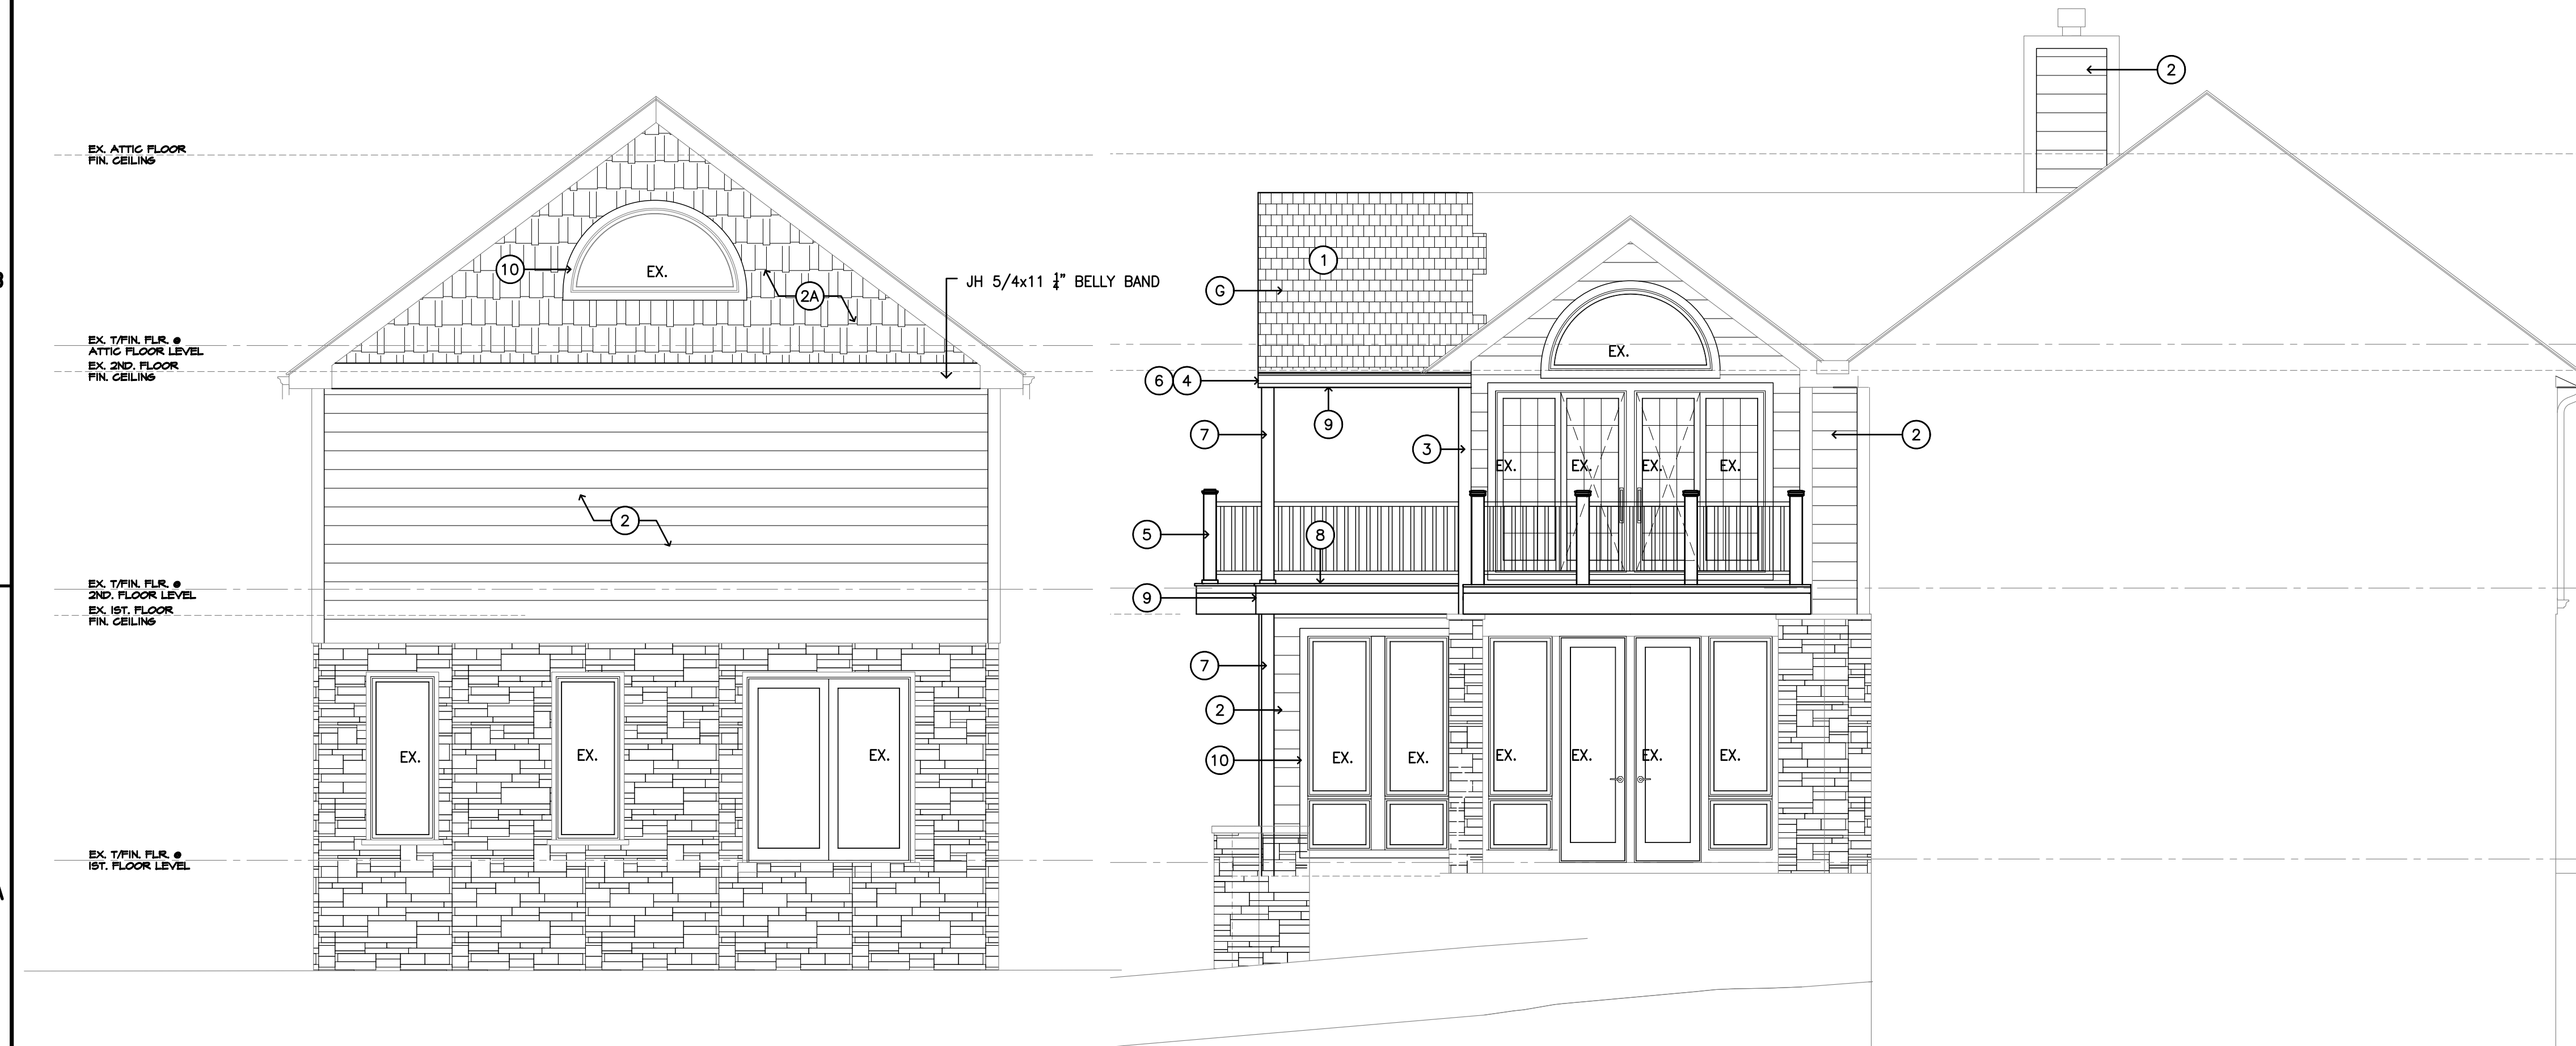 2
EX. ATTIC FLOOR
FIN. CEILING
10
EX.
2A
JH 5/4x11 1/4" BELLY BAND
1
G
EX. T/FIN. FLR. @
ATTIC FLOOR LEVEL
EX. 2ND. FLOOR
FIN. CEILING
EX.
6 4
9
7
3
2
EX. EX. EX. EX.
2
5
8
EX. T/FIN. FLR. @
2ND. FLOOR LEVEL
EX. 1ST. FLOOR
FIN. CEILING
9
7
2
10
EX. EX. EX.
EX. EX. EX. EX. EX. EX.
EX. T/FIN. FLR. @
1ST. FLOOR LEVEL